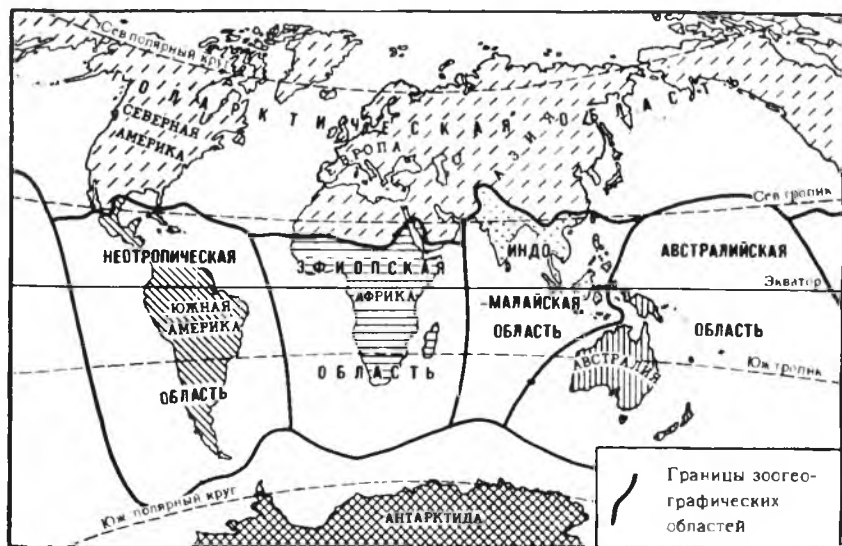 Сев полярный круг
ГОЛАРКТИЧЕСКАЯ ОБЛАСТЬ
СЕВЕРНАЯ
АМЕРИКА
ЕВРОПА
АЗИЯ
Сев тропик
НЕОТРОПИЧЕСКАЯ
ЭФИОПСКАЯ
ИНДО
АВСТРАЛИЙСКАЯ
Экватор
АФРИКА
МАЛАЙСКАЯ
ЮЖНАЯ
АМЕРИКА
ОБЛАСТЬ
ОБЛАСТЬ
Юж тропик
АВСТРАЛИЯ
ОБЛАСТЬ
ОБЛАСТЬ
Юж полярный круг
АНТАРКТИДА
Границы зоогео-
графических
областей